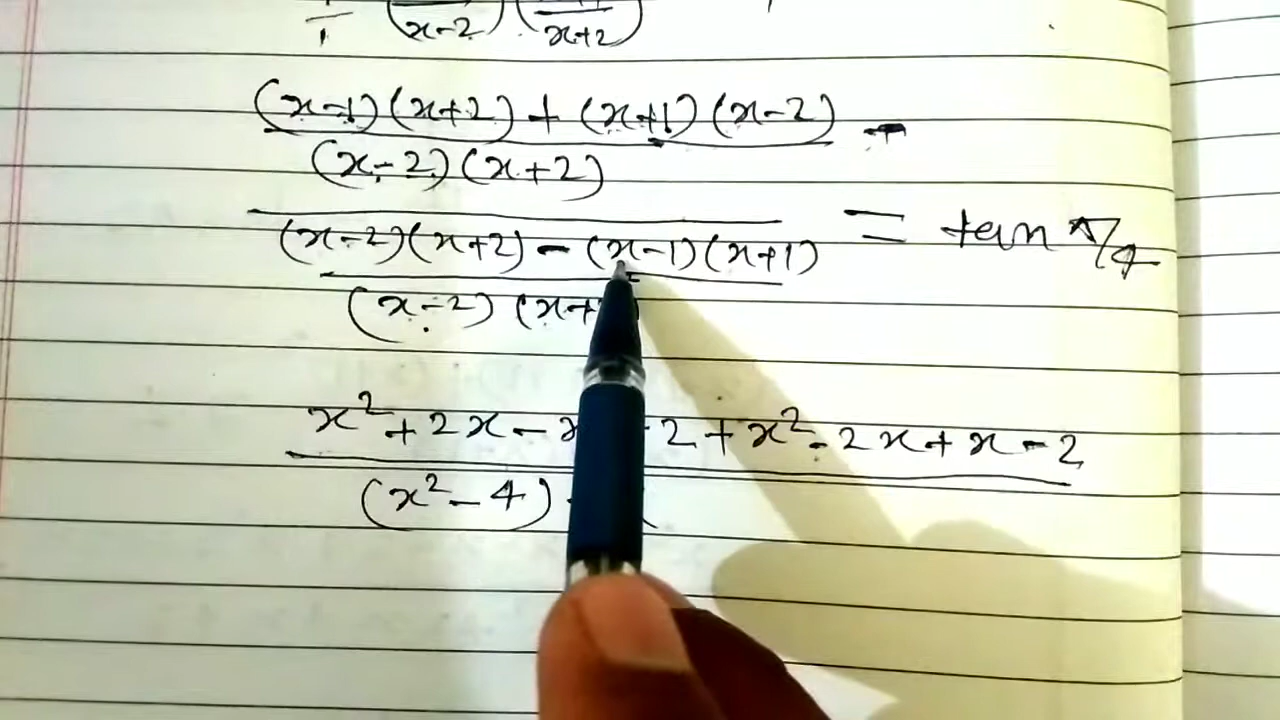 (x-2) (x+2)
(x-1)(x+2) + (x+1)(x-2)
(x-2)(x+2)
(x-2)(x+2) - (x-1)(x+1) = tan π/4
(x-2) (x+
x² + 2x - x - 2 + x² - 2x + x - 2
(x² - 4) - (